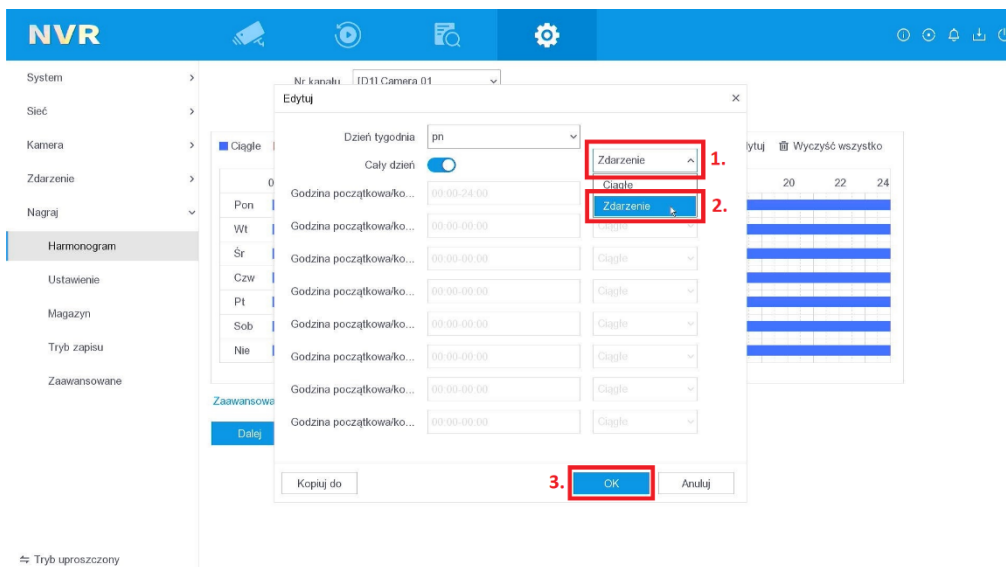 NVR
System
Sieć
Kamera
Zdarzenie
Nagraj
Harmonogram
Ustawienie
Magazyn
Tryb zapisu
Zaawansowane
Tryb uproszczony
Nr kanału [D1] Camera 01
Ciągłe
Wyczyść wszystko
0 20 22 24
Pon
Wt
Śr
Czw
Pt
Sob
Nie
Dalej
Edytuj
Dzień tygodnia pn
Cały dzień Zdarzenie 1.
Ciągłe
Zdarzenie 2.
Godzina początkowa/ko... 00:00-24:00
Godzina początkowa/ko... 00:00-00:00 Ciągłe
Godzina początkowa/ko... 00:00-00:00 Ciągłe
Godzina początkowa/ko... 00:00-00:00 Ciągłe
Godzina początkowa/ko... 00:00-00:00 Ciągłe
Godzina początkowa/ko... 00:00-00:00 Ciągłe
Godzina początkowa/ko... 00:00-00:00 Ciągłe
Godzina początkowa/ko... 00:00-00:00 Ciągłe
Kopiuj do 3. OK Anuluj